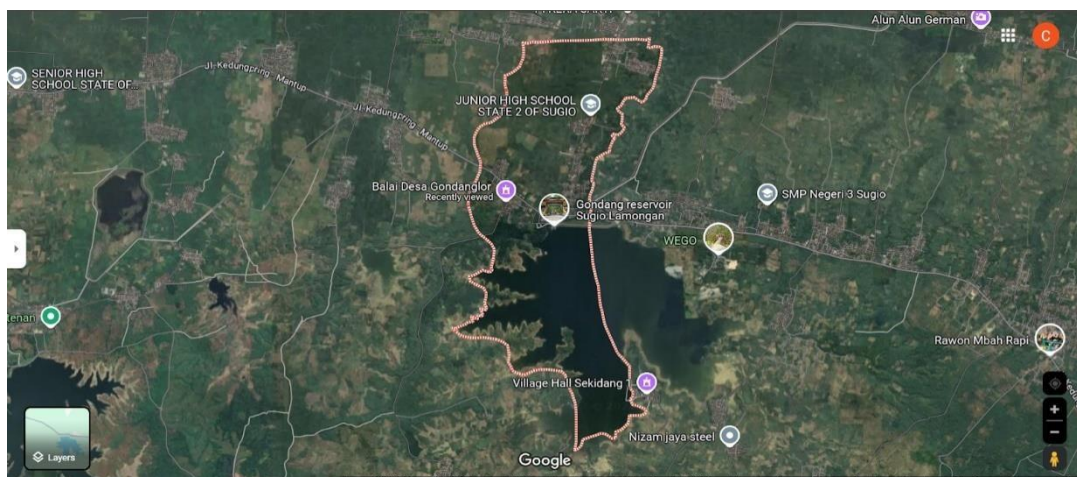 Alun Alun German
C
SENIOR HIGH
SCHOOL STATE OF...
Jl. Kedungpring - Mantup
JUNIOR HIGH SCHOOL
STATE 2 OF SUGIO
Jl. Kedungpring - Mantup
Balai Desa Gondanglor
Recently viewed
Gondang reservoir
Sugio Lamongan
SMP Negeri 3 Sugio
WEGO
tenan
Rawon Mbah Rapi
Village Hall Sekidang
Nizam jaya steel
Layers
Google